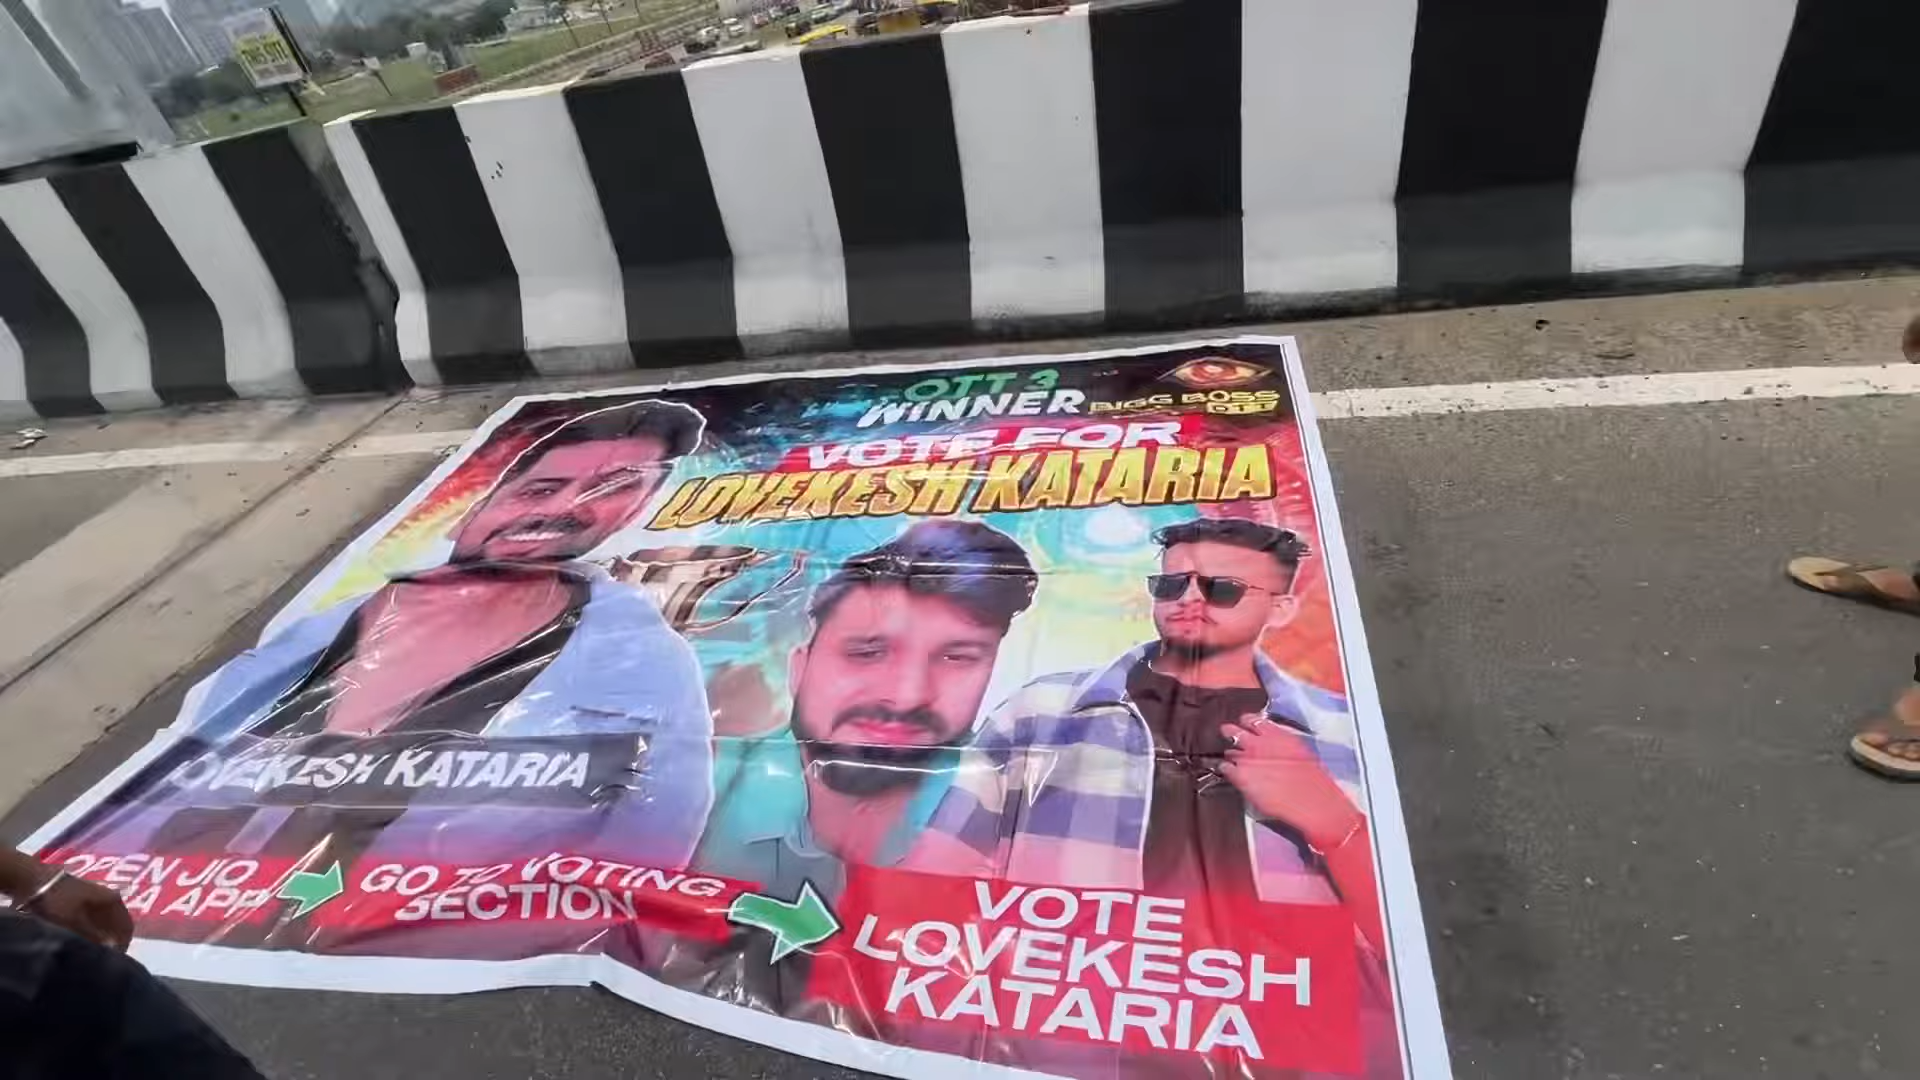 OTT 3
WINNER
BIGG BOSS
OTT
VOTE FOR
LOVEKESH KATARIA
LOVEKESH KATARIA
OPEN JIO
APP
GO TO VOTING
SECTION
VOTE
LOVEKESH
KATARIA